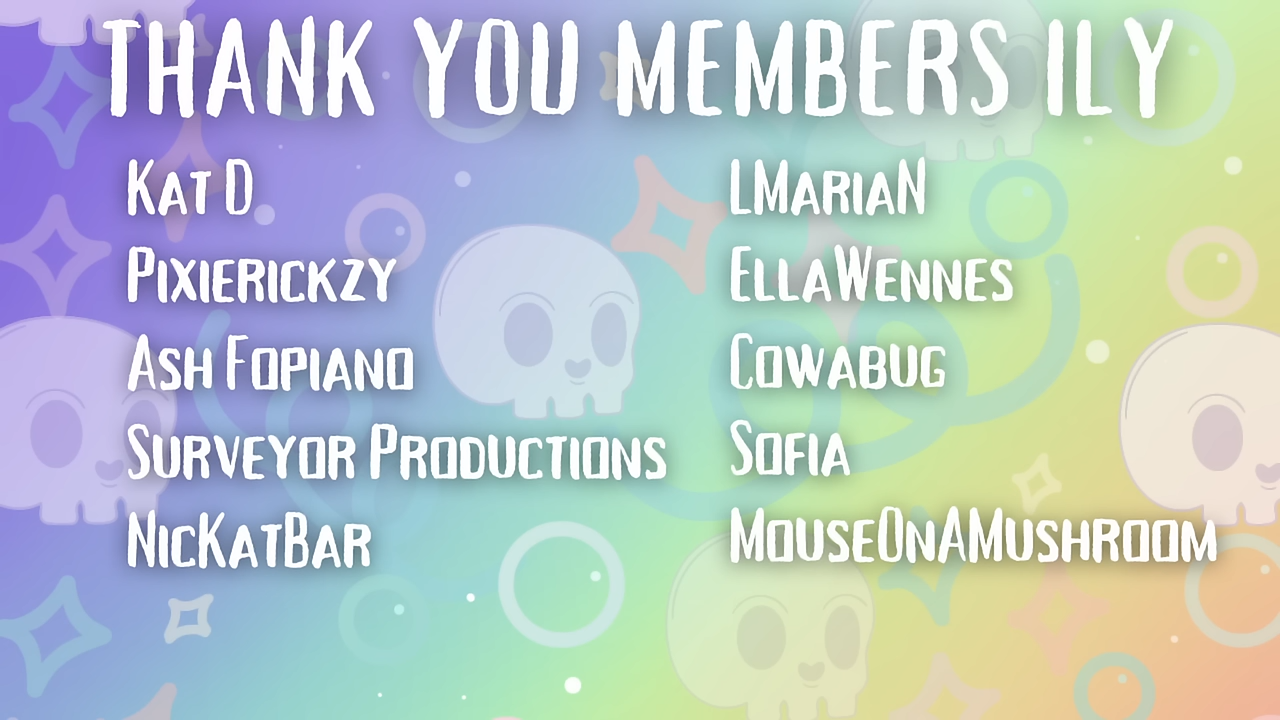 THANK YOU MEMBERS ILY
Kat D
Pixierickzy
Ash Fopiano
Surveyor Productions
NicKatBar
LMariaN
EllaWennes
Cowabug
Sofia
MouseOnAMushroom